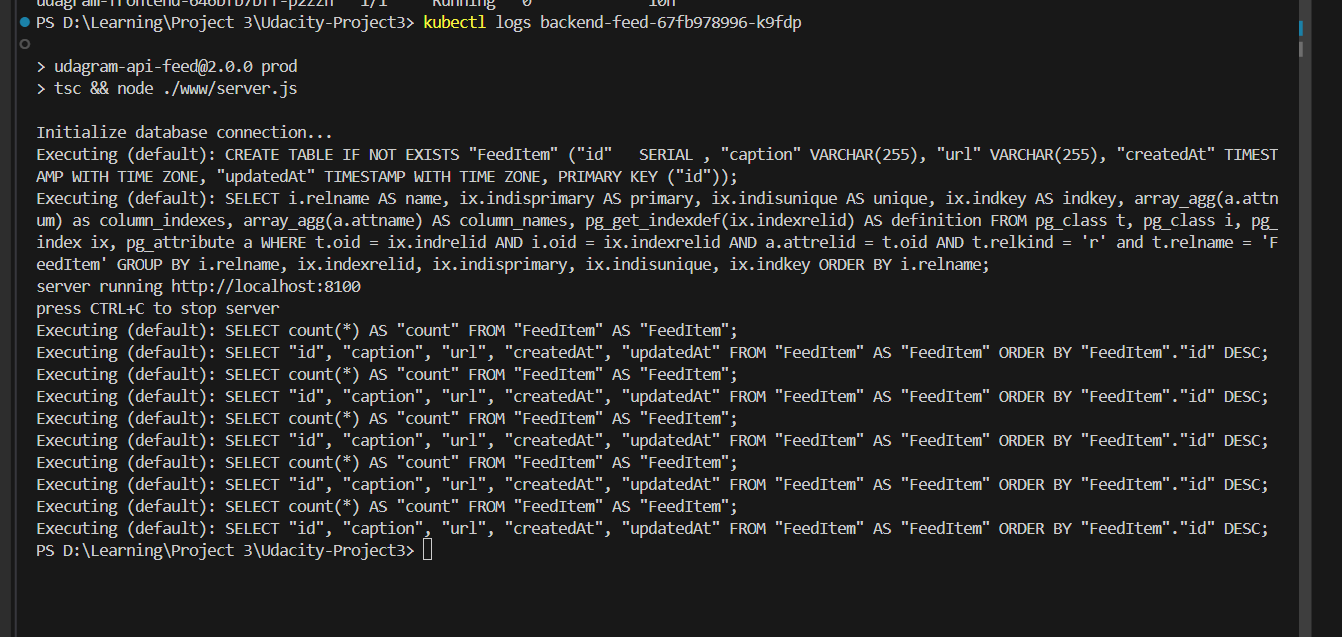 udagram-frontend-646bfb7bff-p2zzn   1/1     Running   0             10h
PS D:\Learning\Project 3\Udacity-Project3> kubectl logs backend-feed-67fb978996-k9fdp
> udagram-api-feed@2.0.0 prod
> tsc && node ./www/server.js
Initialize database connection...
Executing (default): CREATE TABLE IF NOT EXISTS "FeedItem" ("id"   SERIAL , "caption" VARCHAR(255), "url" VARCHAR(255), "createdAt" TIMEST
AMP WITH TIME ZONE, "updatedAt" TIMESTAMP WITH TIME ZONE, PRIMARY KEY ("id"));
Executing (default): SELECT i.relname AS name, ix.indisprimary AS primary, ix.indisunique AS unique, ix.indkey AS indkey, array_agg(a.attn
um) as column_indexes, array_agg(a.attname) AS column_names, pg_get_indexdef(ix.indexrelid) AS definition FROM pg_class t, pg_class i, pg_
index ix, pg_attribute a WHERE t.oid = ix.indrelid AND i.oid = ix.indexrelid AND a.attrelid = t.oid AND t.relkind = 'r' and t.relname = 'F
eedItem' GROUP BY i.relname, ix.indexrelid, ix.indisprimary, ix.indisunique, ix.indkey ORDER BY i.relname;
server running http://localhost:8100
press CTRL+C to stop server
Executing (default): SELECT count(*) AS "count" FROM "FeedItem" AS "FeedItem";
Executing (default): SELECT "id", "caption", "url", "createdAt", "updatedAt" FROM "FeedItem" AS "FeedItem" ORDER BY "FeedItem"."id" DESC;
Executing (default): SELECT count(*) AS "count" FROM "FeedItem" AS "FeedItem";
Executing (default): SELECT "id", "caption", "url", "createdAt", "updatedAt" FROM "FeedItem" AS "FeedItem" ORDER BY "FeedItem"."id" DESC;
Executing (default): SELECT count(*) AS "count" FROM "FeedItem" AS "FeedItem";
Executing (default): SELECT "id", "caption", "url", "createdAt", "updatedAt" FROM "FeedItem" AS "FeedItem" ORDER BY "FeedItem"."id" DESC;
Executing (default): SELECT count(*) AS "count" FROM "FeedItem" AS "FeedItem";
Executing (default): SELECT "id", "caption", "url", "createdAt", "updatedAt" FROM "FeedItem" AS "FeedItem" ORDER BY "FeedItem"."id" DESC;
Executing (default): SELECT count(*) AS "count" FROM "FeedItem" AS "FeedItem";
Executing (default): SELECT "id", "caption", "url", "createdAt", "updatedAt" FROM "FeedItem" AS "FeedItem" ORDER BY "FeedItem"."id" DESC;
PS D:\Learning\Project 3\Udacity-Project3>